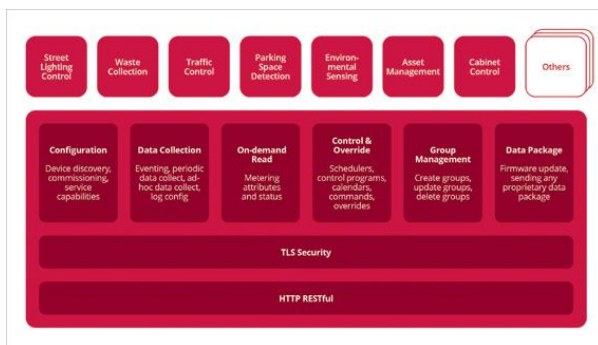 Street
Lighting
Control
Waste
Collection
Traffic
Control
Parking
Space
Detection
Environ-
mental
Sensing
Asset
Management
Cabinet
Control
Others
Configuration
Device discovery,
commissioning,
service
capabilities
Data Collection
Eventing, periodic
data collect, ad-
hoc data collect,
log config
On-demand
Read
Metering
attributes
and status
Control &
Override
Schedulers,
control programs,
calendars,
commands,
overrides
Group
Management
Create groups,
update groups,
delete groups
Data Package
Firmware update,
sending any
proprietary data
package
TLS Security
HTTP RESTful